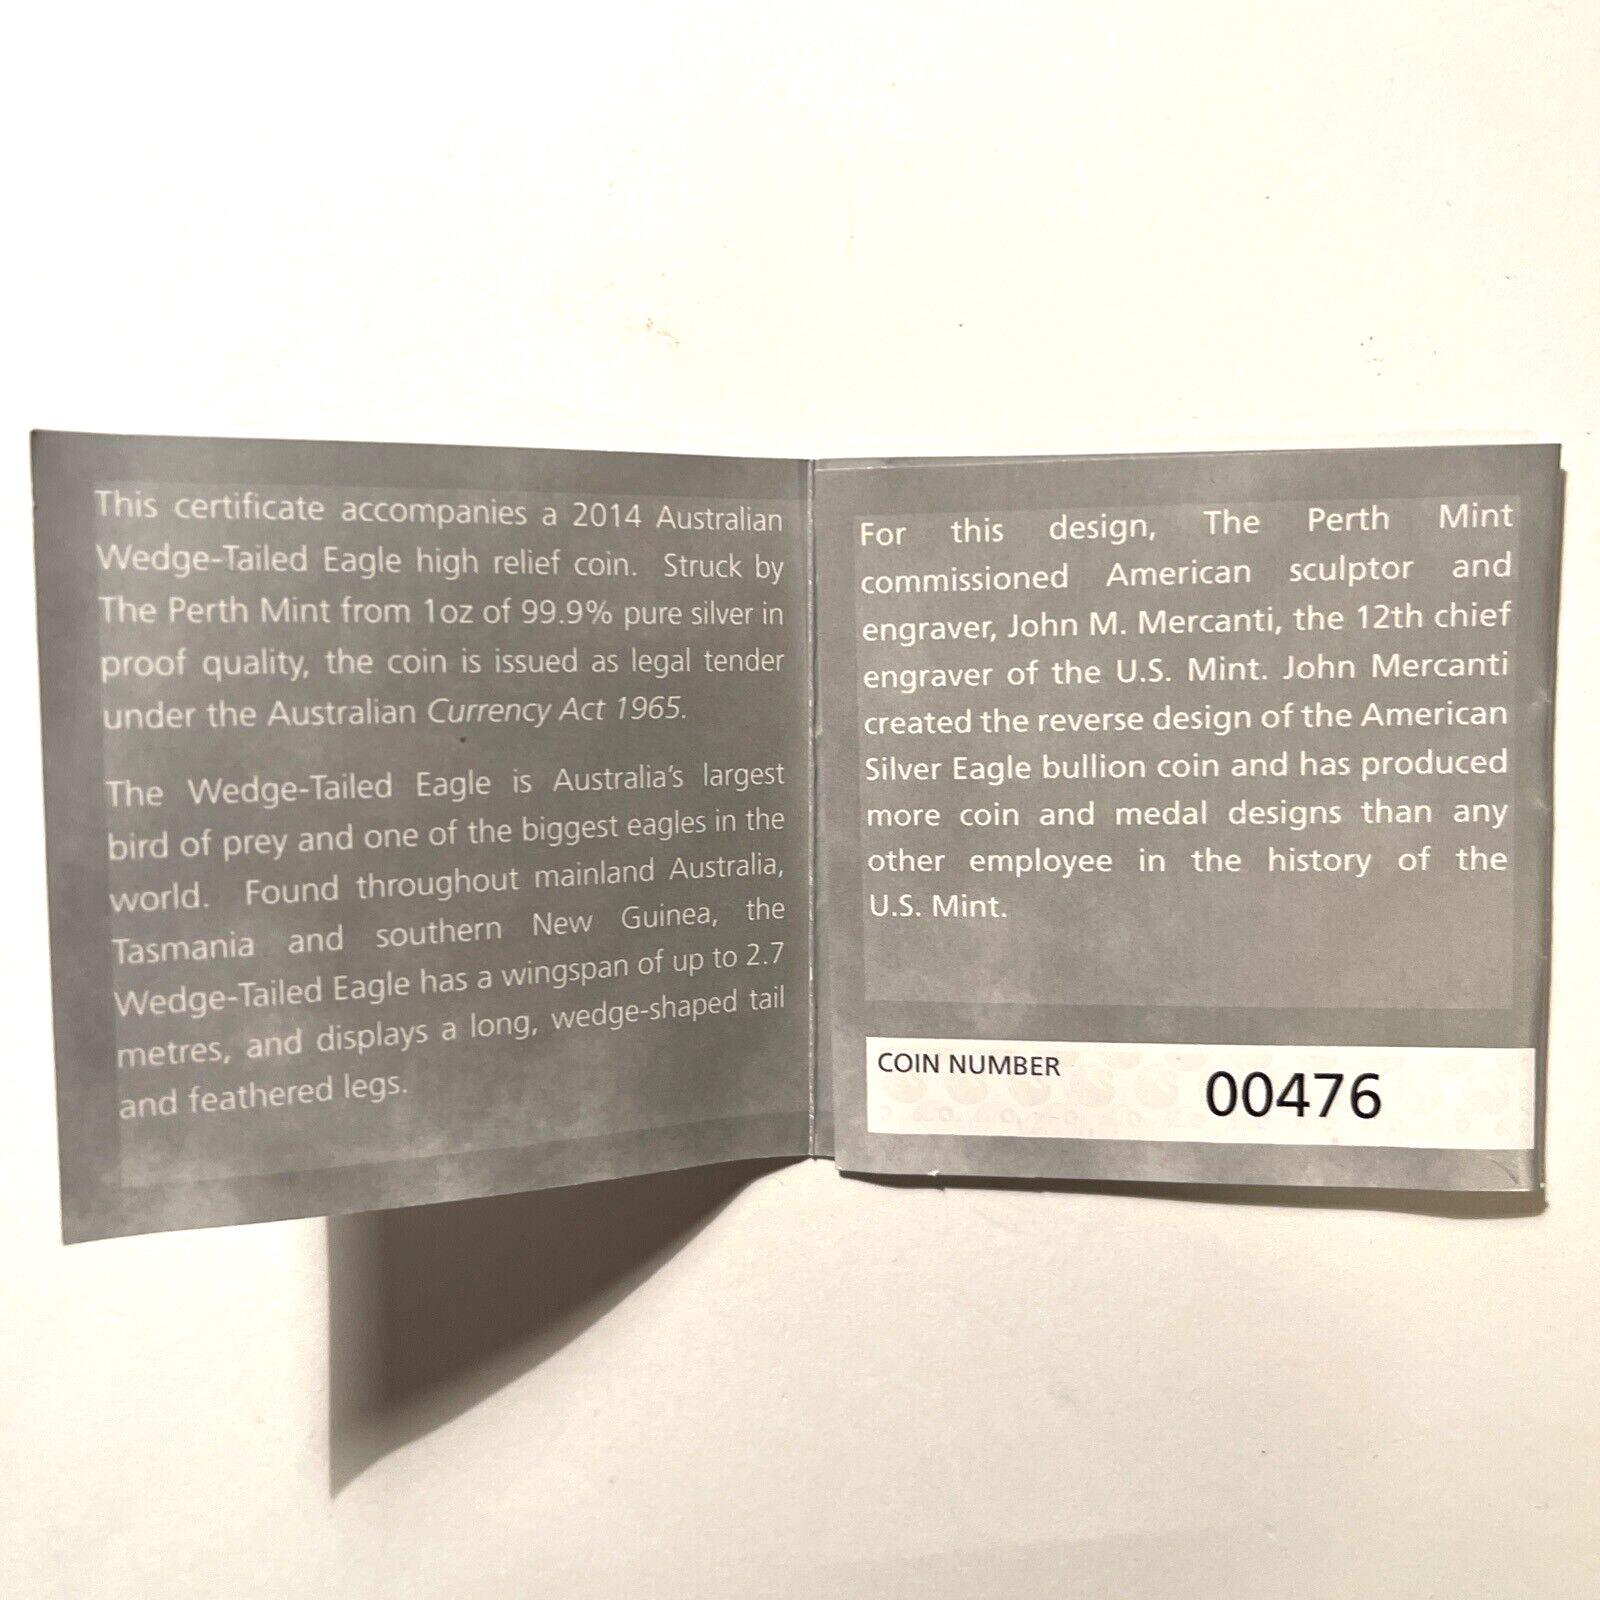 This certificate accompanies a 2014 Australian
Wedge-Tailed Eagle high relief coin. Struck by
The Perth Mint from 1oz of 99.9% pure silver in
proof quality, the coin is issued as legal tender
under the Australian Currency Act 1965.
The Wedge-Tailed Eagle is Australia's largest
bird of prey and one of the biggest eagles in the
world. Found throughout mainland Australia,
Tasmania and southern New Guinea, the
Wedge-Tailed Eagle has a wingspan of up to 2.7
metres, and displays a long, wedge-shaped tail
and feathered legs.
For this design, The Perth Mint
commissioned American sculptor and
engraver, John M. Mercanti, the 12th chief
engraver of the U.S. Mint. John Mercanti
created the reverse design of the American
Silver Eagle bullion coin and has produced
more coin and medal designs than any
other employee in the history of the
U.S. Mint.
COIN NUMBER
00476